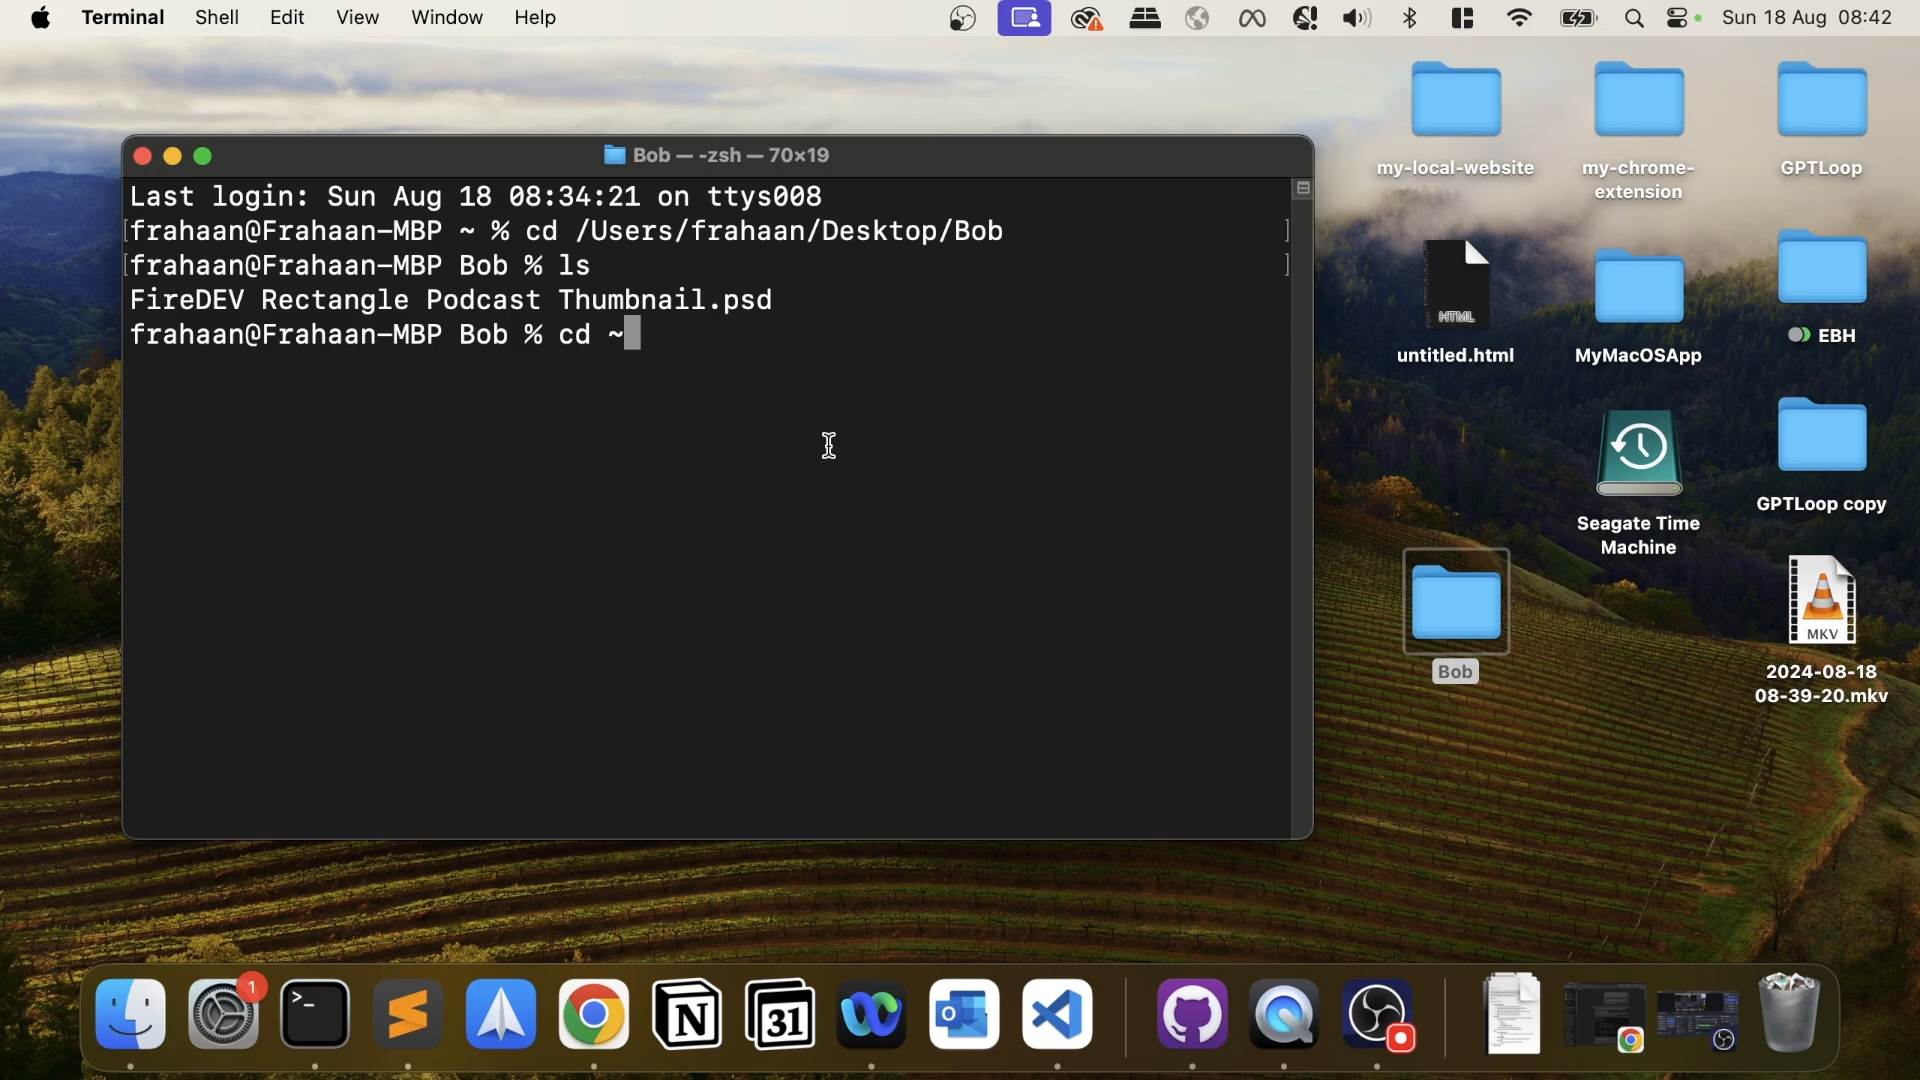 Terminal Shell Edit View Window Help Sun 18 Aug 08:42
Bob — -zsh — 70×19
Last login: Sun Aug 18 08:34:21 on ttys008
[frahaan@Frahaan-MBP ~ % cd /Users/frahaan/Desktop/Bob ]
[frahaan@Frahaan-MBP Bob % ls ]
FireDEV Rectangle Podcast Thumbnail.psd
frahaan@Frahaan-MBP Bob % cd ~
my-local-website
my-chrome-
extension
GPTLoop
HTML
untitled.html
MyMacOSApp
EBH
Seagate Time
Machine
GPTLoop copy
Bob
MKV
2024-08-18
08-39-20.mkv
1
>_
N
31
O